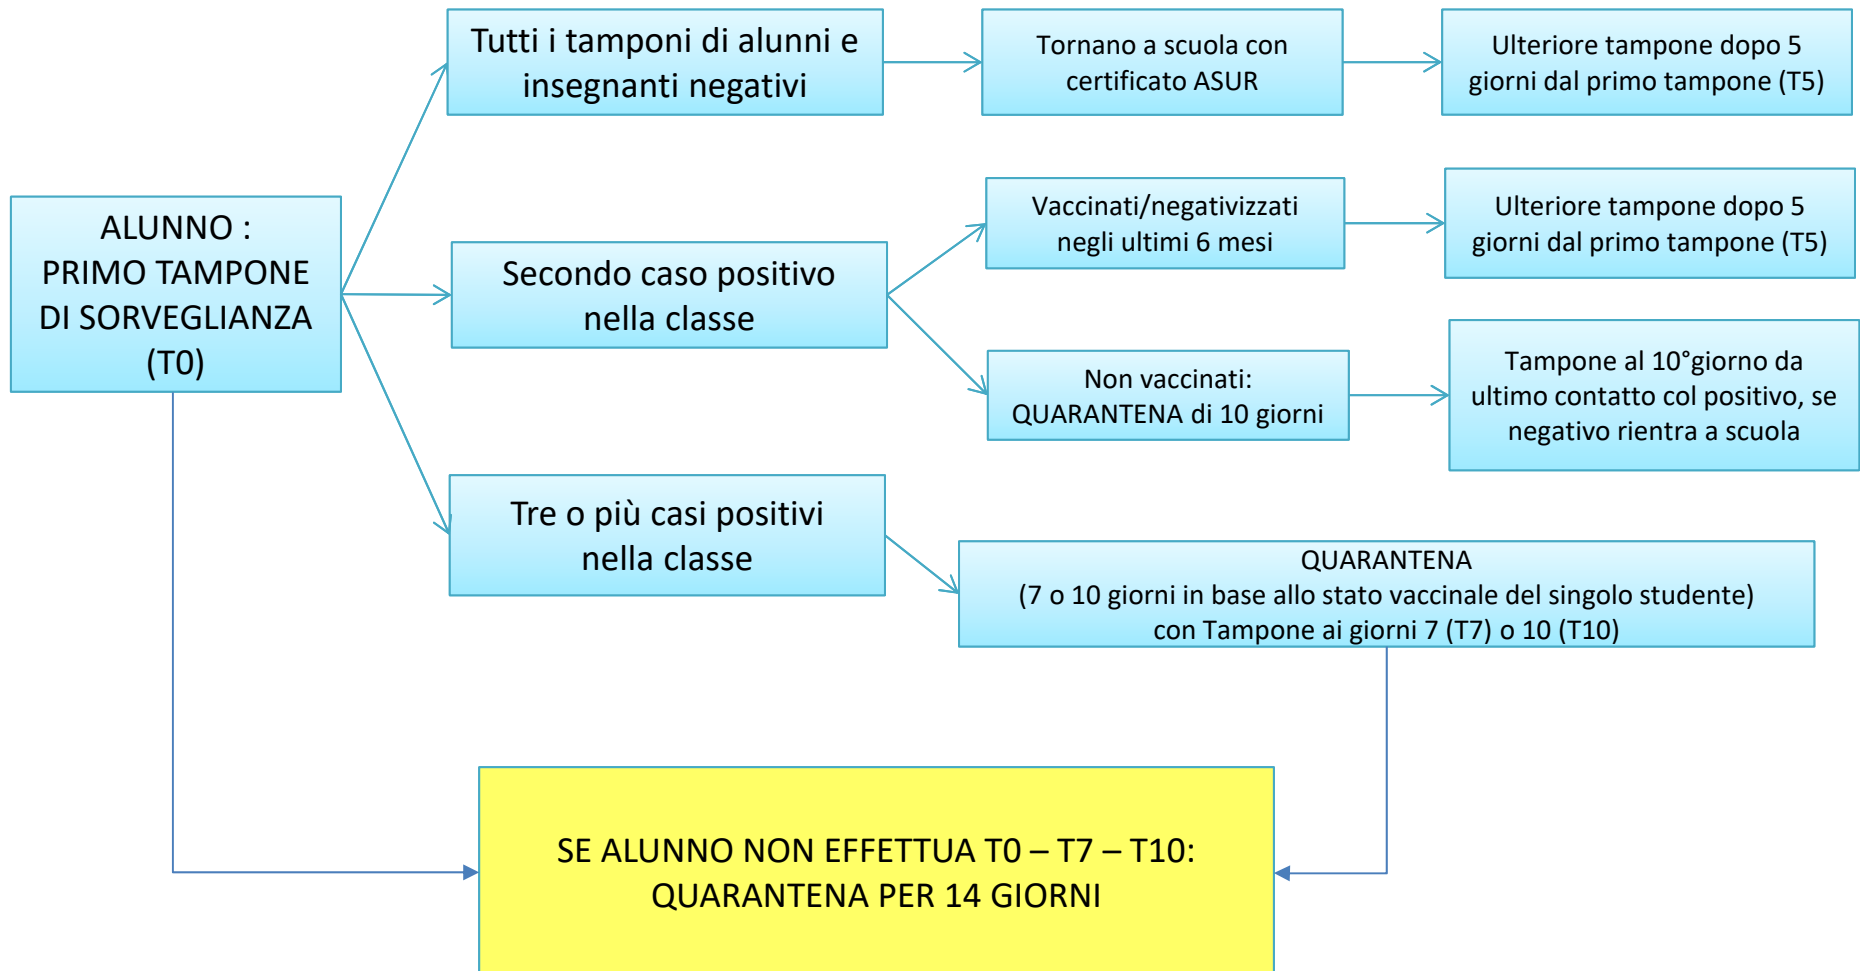 Tutti i tamponi di alunni e
insegnanti negativi
Tornano a scuola con
certificato ASUR
Ulteriore tampone dopo 5
giorni dal primo tampone (T5)
ALUNNO :
PRIMO TAMPONE
DI SORVEGLIANZA
(T0)
Secondo caso positivo
nella classe
Vaccinati/negativizzati
negli ultimi 6 mesi
Ulteriore tampone dopo 5
giorni dal primo tampone (T5)
Non vaccinati:
QUARANTENA di 10 giorni
Tampone al 10°giorno da
ultimo contatto col positivo, se
negativo rientra a scuola
Tre o più casi positivi
nella classe
QUARANTENA
(7 o 10 giorni in base allo stato vaccinale del singolo studente)
con Tampone ai giorni 7 (T7) o 10 (T10)
SE ALUNNO NON EFFETTUA T0 – T7 – T10:
QUARANTENA PER 14 GIORNI